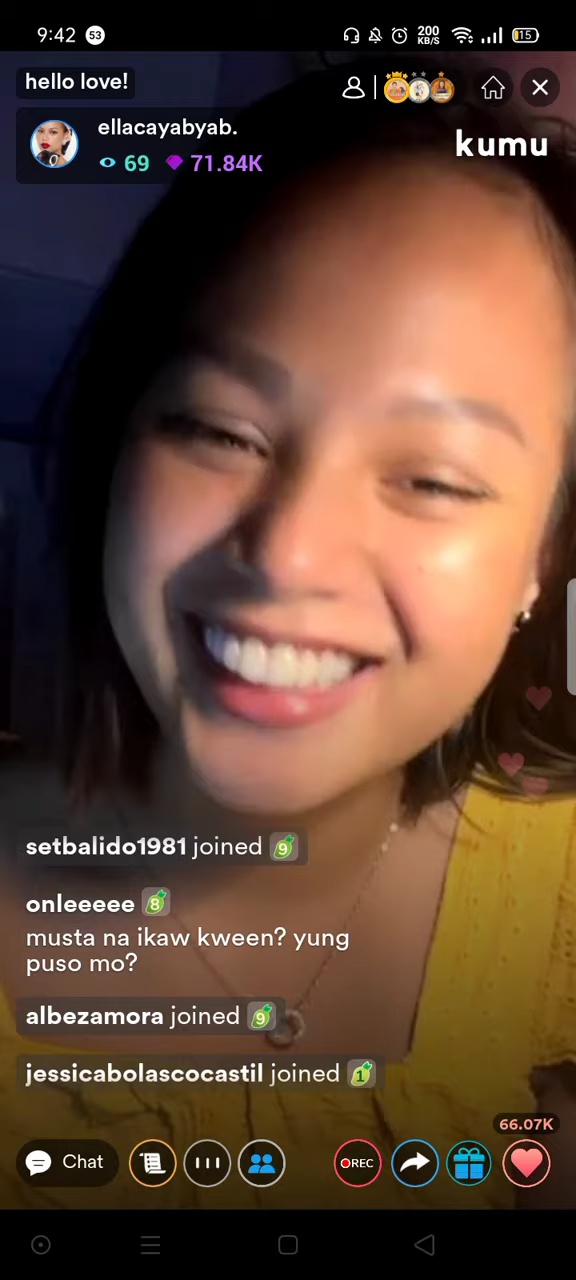 9:42 53 200 KB/S 15
hello love!
ellacayabyab.
69 71.84K
kumu
setbalido1981 joined 9
onleeeee 8
musta na ikaw kween? yung
puso mo?
albezamora joined 9
jessicabolascocastil joined 1
66.07K
Chat REC